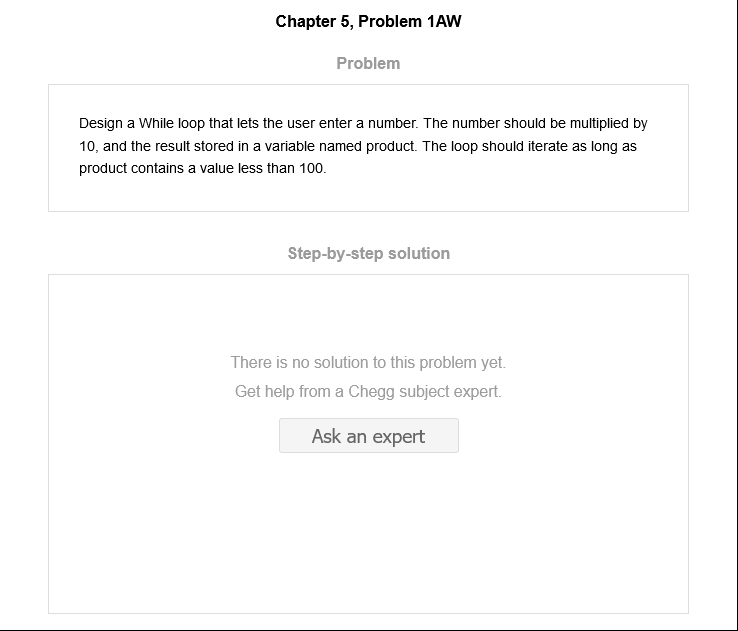 Chapter 5, Problem 1AW
Problem
Design a While loop that lets the user enter a number. The number should be multiplied by
10, and the result stored in a variable named product. The loop should iterate as long as
product contains a value less than 100.
Step-by-step solution
There is no solution to this problem yet.
Get help from a Chegg subject expert.
Ask an expert